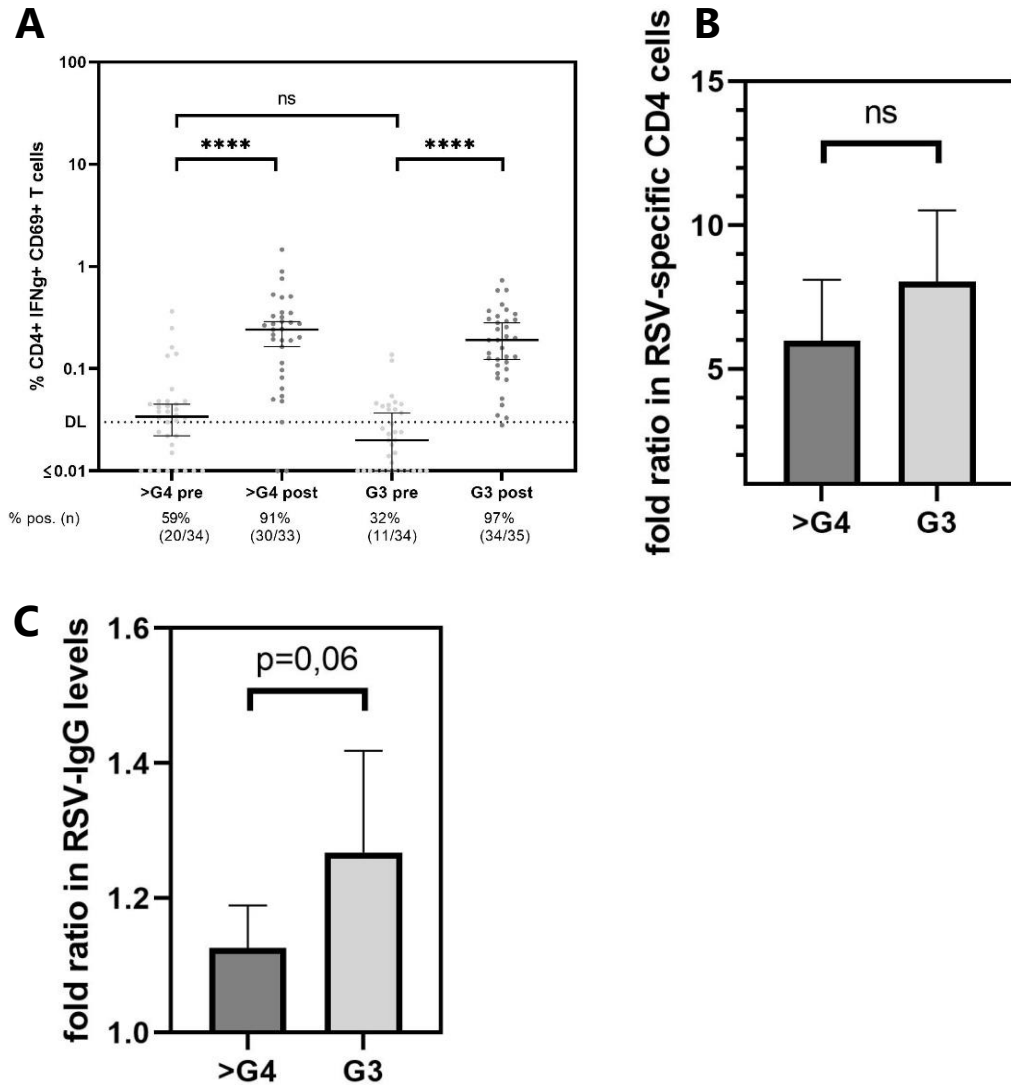 A
% CD4+ IFNg+ CD69+ T cells
100
10
1
0.1
DL
≤0.01
ns
**** ****
>G4 pre >G4 post G3 pre G3 post
% pos. (n) 59% 91% 32% 97%
(20/34) (30/33) (11/34) (34/35)
B
fold ratio in RSV-specific CD4 cells
15
10
5
ns
>G4 G3
C
fold ratio in RSV-IgG levels
1.6
1.4
1.2
1.0
p=0,06
>G4 G3